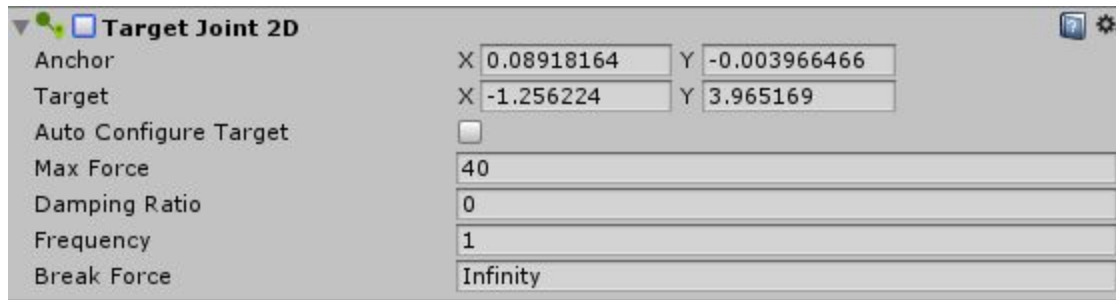 Target Joint 2D
Anchor X 0.08918164 Y -0.003966466
Target X -1.256224 Y 3.965169
Auto Configure Target
Max Force 40
Damping Ratio 0
Frequency 1
Break Force Infinity